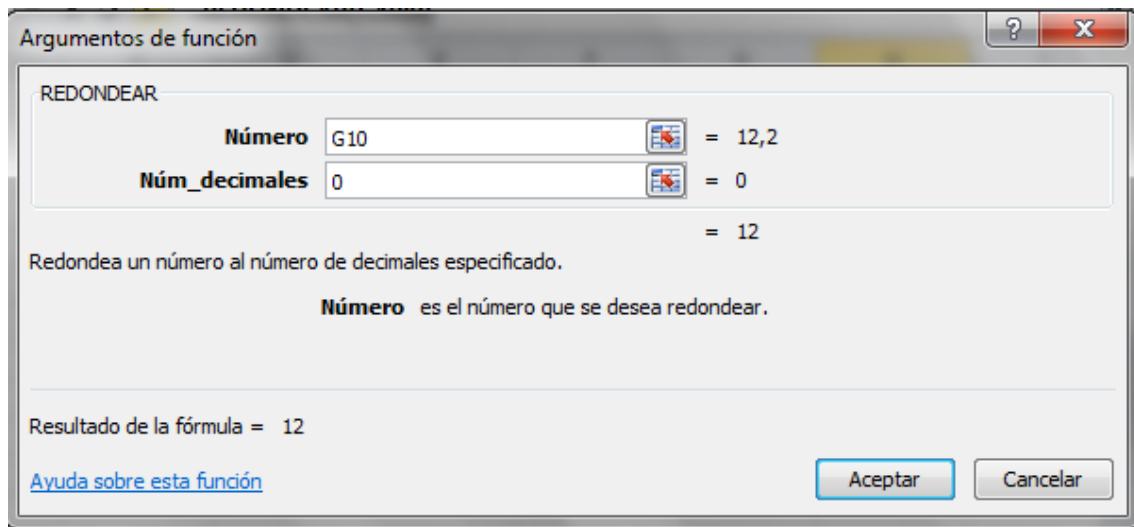 Argumentos de función
REDONDEAR
Número G10 = 12,2
Núm_decimales 0 = 0
= 12
Redondea un número al número de decimales especificado.
Número es el número que se desea redondear.
Resultado de la fórmula = 12
Ayuda sobre esta función Aceptar Cancelar